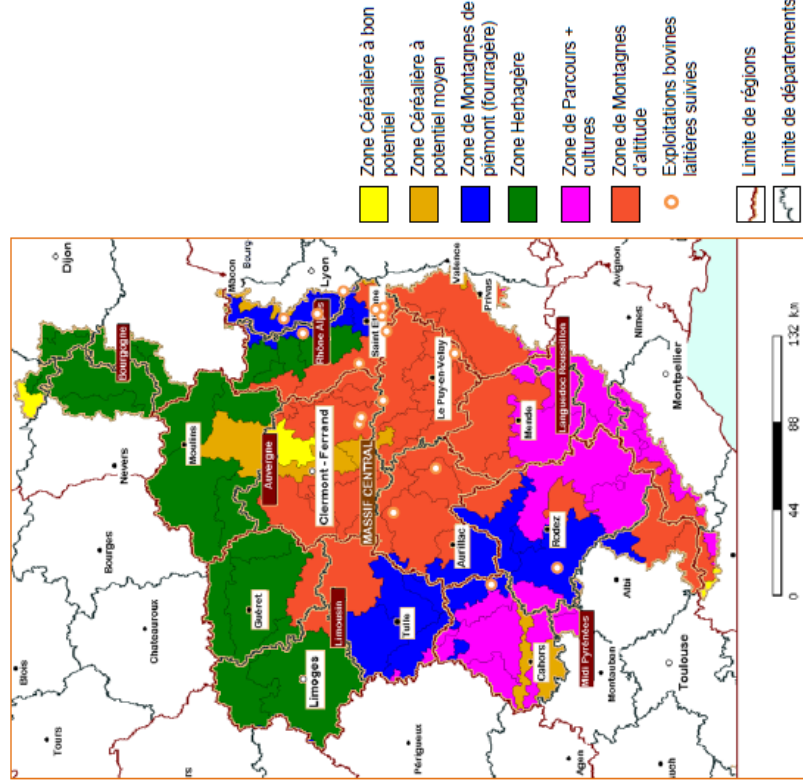 Blois
Tours
Bourges
Nevers
Dijon
Chateauroux
Bourgogne
Moulins
Mâcon
Bourg
Guéret
Auvergne
Limoges
Clermont - Ferrand
Rhône Alpes
Lyon
Limousin
MASSIF CENTRAL
Saint
Tulle
Périgueux
Aurillac
Le Puy-en-Velay
Valence
Privas
Cahors
Rodez
Mende
Languedoc Roussillon
Midi Pyrénées
Agen
Montauban
Albi
Nîmes
Avignon
Toulouse
Montpellier
uch
0 44 88 132 km
Zone Céréalière à bon
potentiel
Zone Céréalière à
potentiel moyen
Zone de Montagnes de
piémont (fourragère)
Zone Herbagère
Zone de Parcours +
cultures
Zone de Montagnes
d'altitude
Exploitations bovines
laitières suivies
Limite de régions
Limite de départements